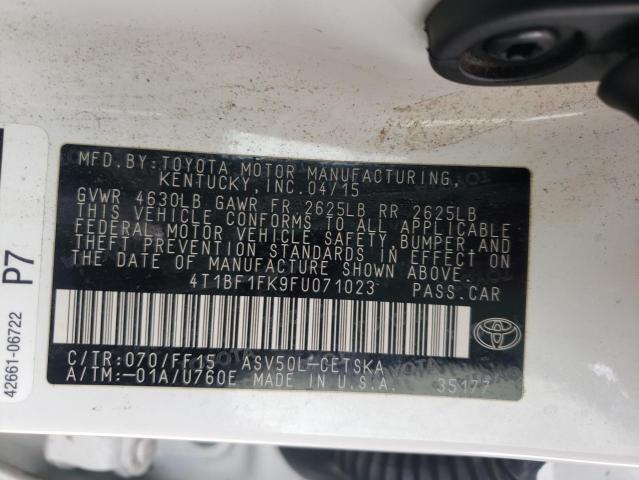 MFD.BY:TOYOTA MOTOR MANUFACTURING,
KENTUCKY,INC.04/15
GVWR 4630LB GAWR FR 2625LB RR 2625LB
THIS VEHICLE CONFORMS TO ALL APPLICABLE
FEDERAL MOTOR VEHICLE SAFETY, BUMPER AND
THEFT PREVENTION STANDARDS IN EFFECT ON
THE DATE OF MANUFACTURE SHOWN ABOVE.
4T1BF1FK9FU071023 PASS.CAR
C/TR:070/FF15 ASV50L-CETSKA
A/TM:-01A/U760E MADE IN U.S.A. 35177
42661-06722 P7